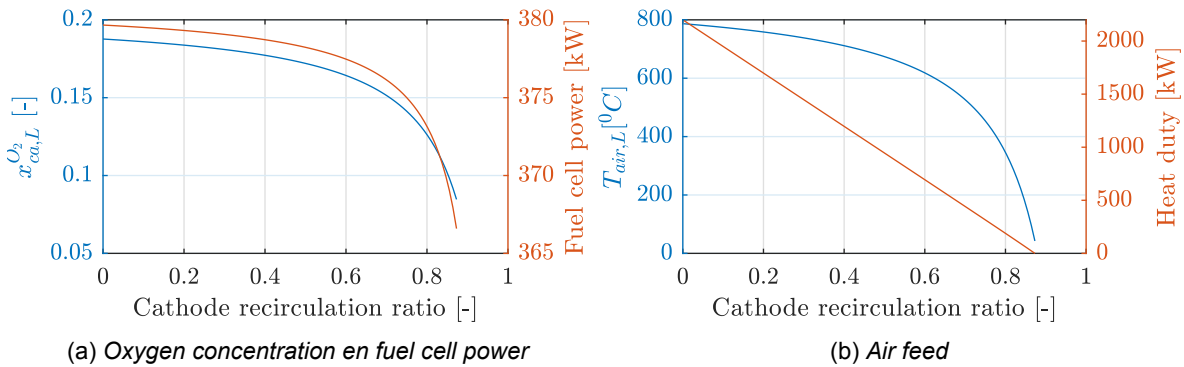 0.2
0.15
0.1
0.05
x_{ca,L}^{O_2} [-]
380
375
370
365
Fuel cell power [kW]
0 0.2 0.4 0.6 0.8 1
Cathode recirculation ratio [-]
(a) Oxygen concentration en fuel cell power
800
600
400
200
0
T_{air,L}[^0C]
2000
1500
1000
500
0
Heat duty [kW]
0 0.2 0.4 0.6 0.8 1
Cathode recirculation ratio [-]
(b) Air feed